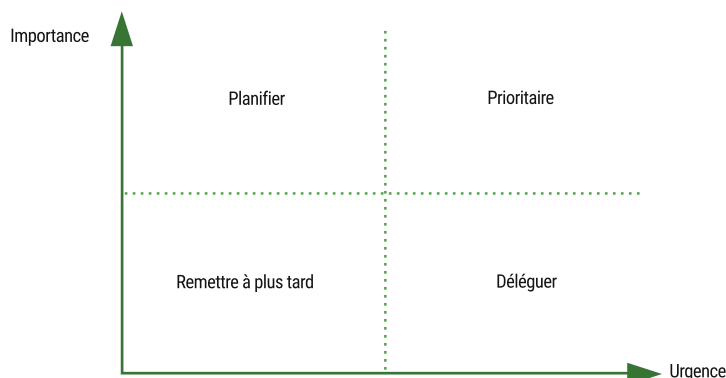 Importance
Planifier
Prioritaire
Remettre à plus tard
Déléguer
Urgence